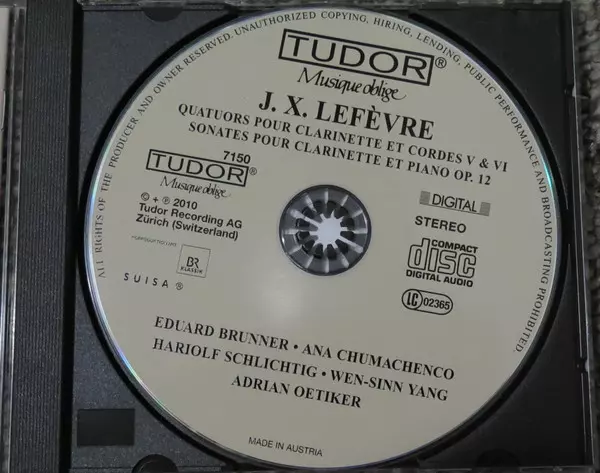 ALL RIGHTS OF THE PRODUCER AND OWNER RESERVED. UNAUTHORIZED COPYING, HIRING, LENDING, PUBLIC PERFORMANCE AND BROADCASTING PROHIBITED
TUDOR®
Musique oblige
J. X. LEFÈVRE
QUATUORS POUR CLARINETTE ET CORDES V & VI
SONATES POUR CLARINETTE ET PIANO OP. 12
7150
TUDOR®
Musique oblige
© + ℗ 2010
Tudor Recording AG
Zürich (Switzerland)
BR
KLASSIK
SUISA®
DIGITAL
STEREO
COMPACT
disc
DIGITAL AUDIO
LC 02365
EDUARD BRUNNER · ANA CHUMACHENCO
HARIOLF SCHLICHTIG · WEN-SINN YANG
ADRIAN OETIKER
MADE IN AUSTRIA